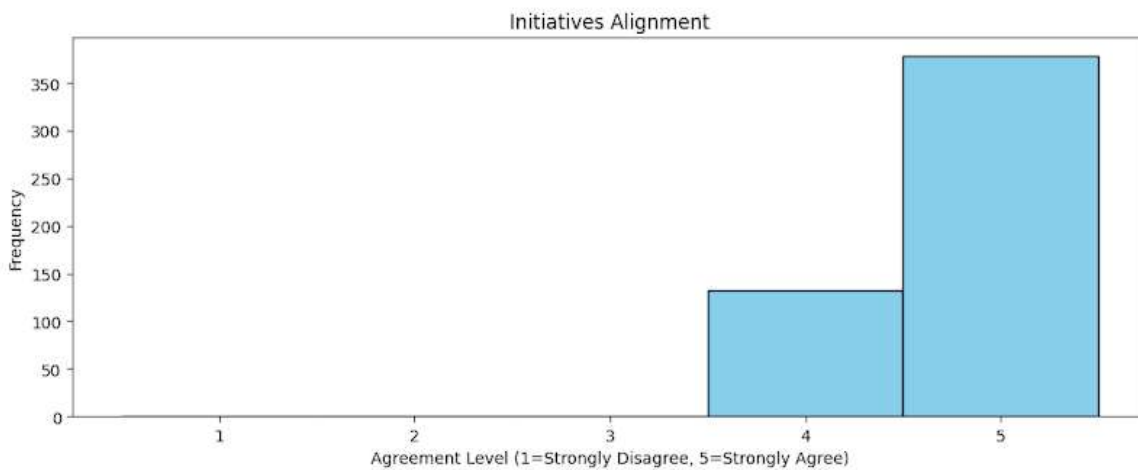 Initiatives Alignment
Frequency
350
300
250
200
150
100
50
0
1 2 3 4 5
Agreement Level (1=Strongly Disagree, 5=Strongly Agree)